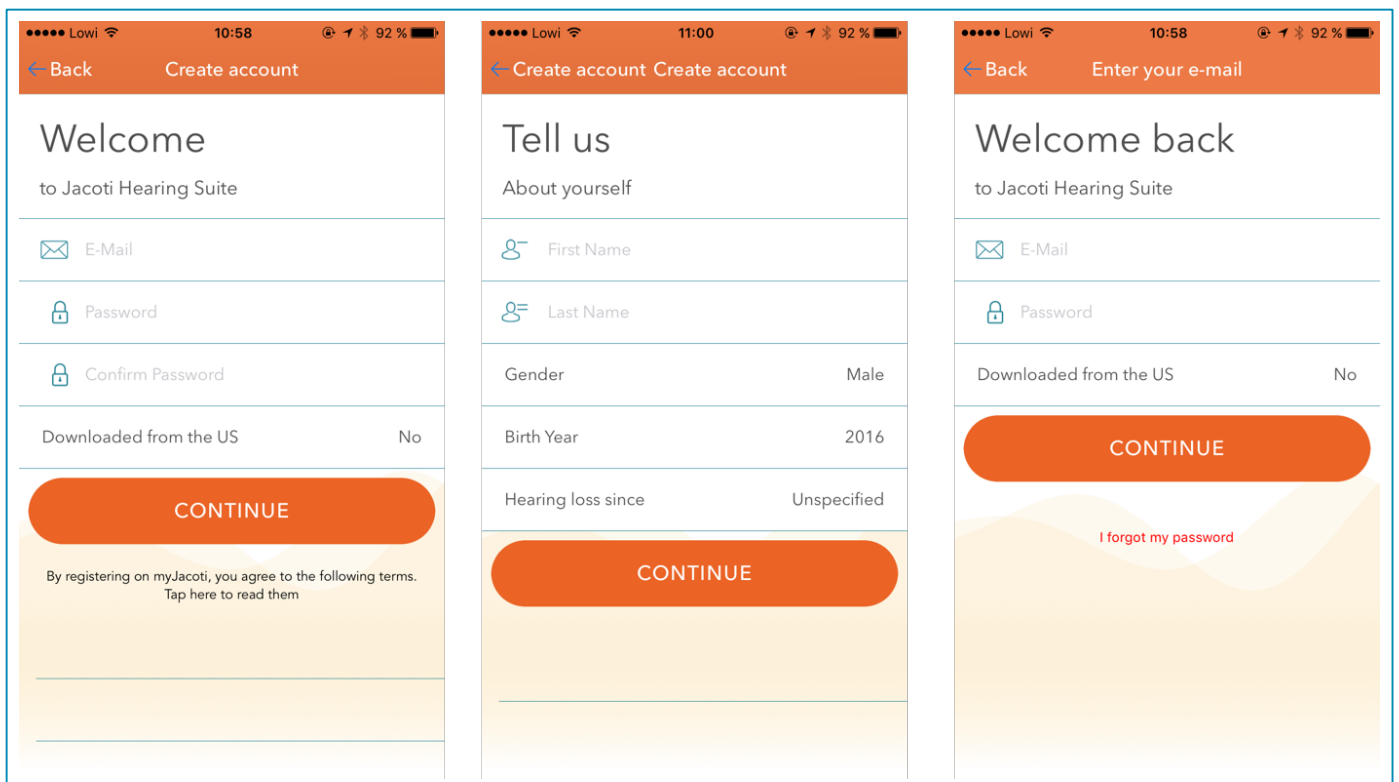 Lowi 10:58 92 %
Back Create account
Welcome
to Jacoti Hearing Suite
E-Mail
Password
Confirm Password
Downloaded from the US No
CONTINUE
By registering on myJacoti, you agree to the following terms.
Tap here to read them
Lowi 11:00 92 %
Create account Create account
Tell us
About yourself
First Name
Last Name
Gender Male
Birth Year 2016
Hearing loss since Unspecified
CONTINUE
Lowi 10:58 92 %
Back Enter your e-mail
Welcome back
to Jacoti Hearing Suite
E-Mail
Password
Downloaded from the US No
CONTINUE
I forgot my password